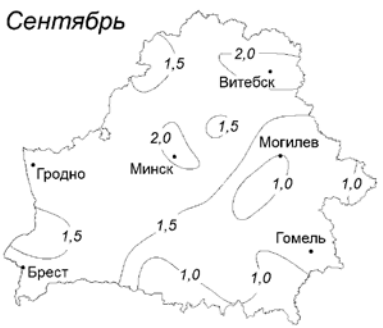 Сентябрь
2,0
1,5
Витебск
1,5
2,0
Могилев
Минск
Гродно
1,0
1,0
1,5
1,5
Гомель
Брест
1,0
1,0